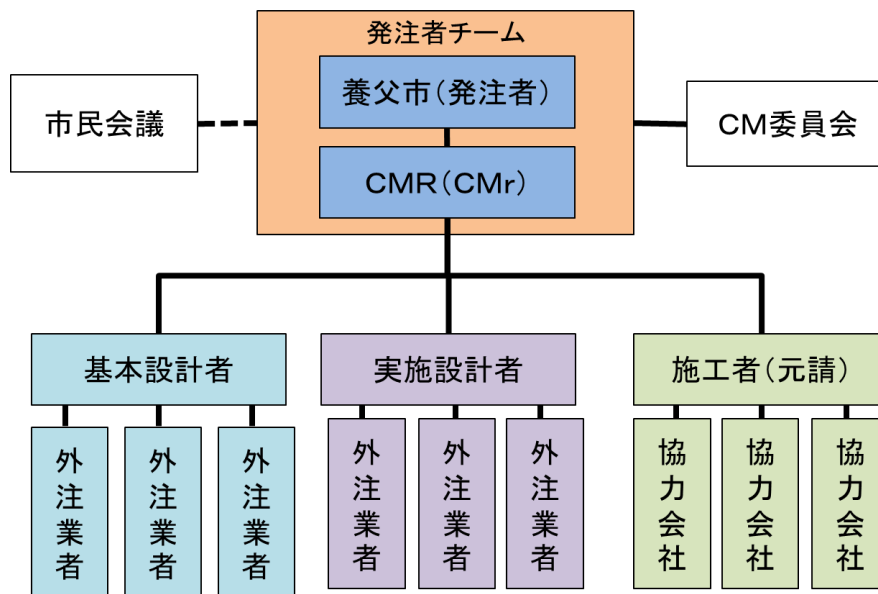 発注者チーム
養父市(発注者)
市民会議
CM委員会
CMR(CMr)
基本設計者
実施設計者
施工者(元請)
外注業者
外注業者
外注業者
外注業者
外注業者
外注業者
協力会社
協力会社
協力会社